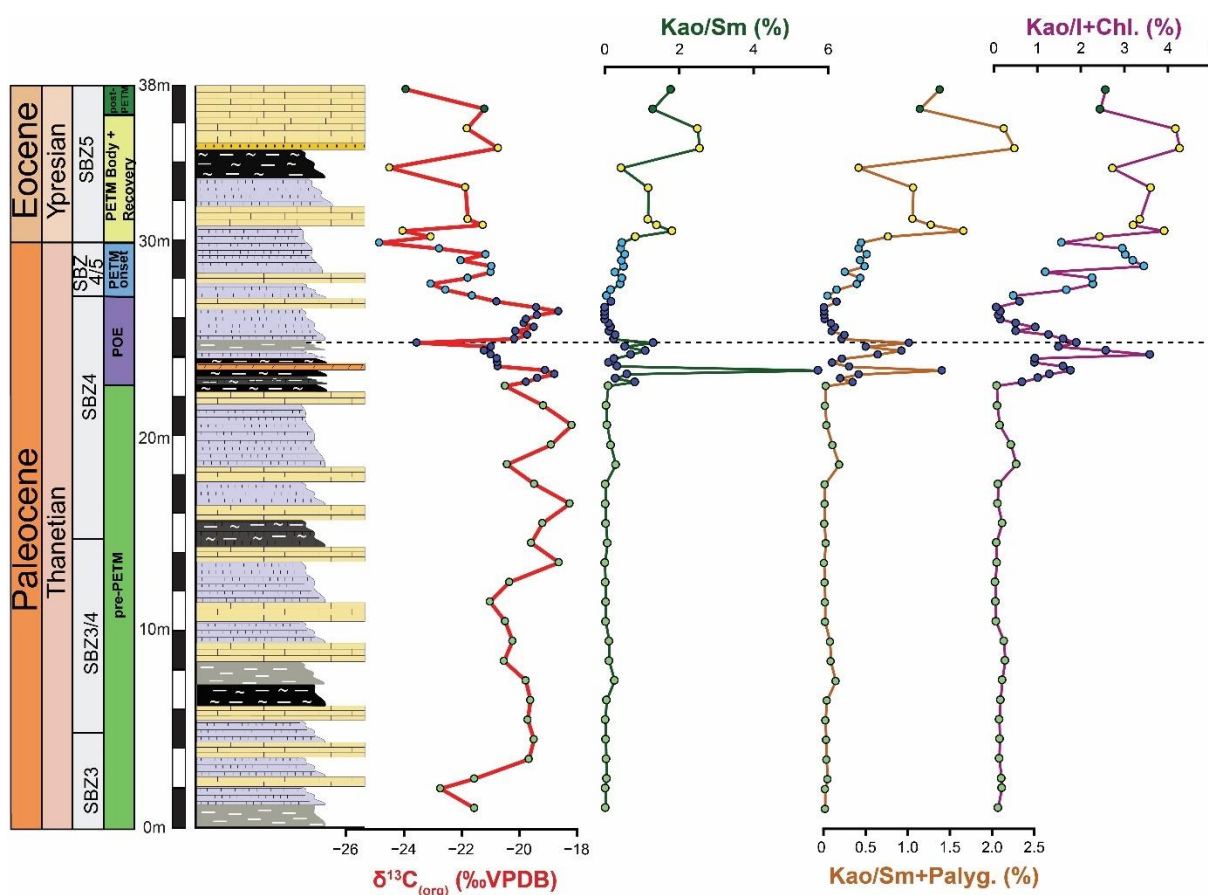 Kao/Sm (%)
0 2 6
Kao/I+Chl. (%)
0 1 2 3 4
Eocene
Ypresian
SBZ5
post-PETM
PETM Body +
Recovery
SBZ
4/5
PETM
onset
POE
Paleocene
Thanetian
SBZ4
SBZ3/4
SBZ3
pre-PETM
38m
30m
20m
10m
0m
−26 −24 −22 −20 −18
δ13C(org) (‰VPDB)
0 0.5 1.0 1.5 2.0 2.5
Kao/Sm+Palyg. (%)